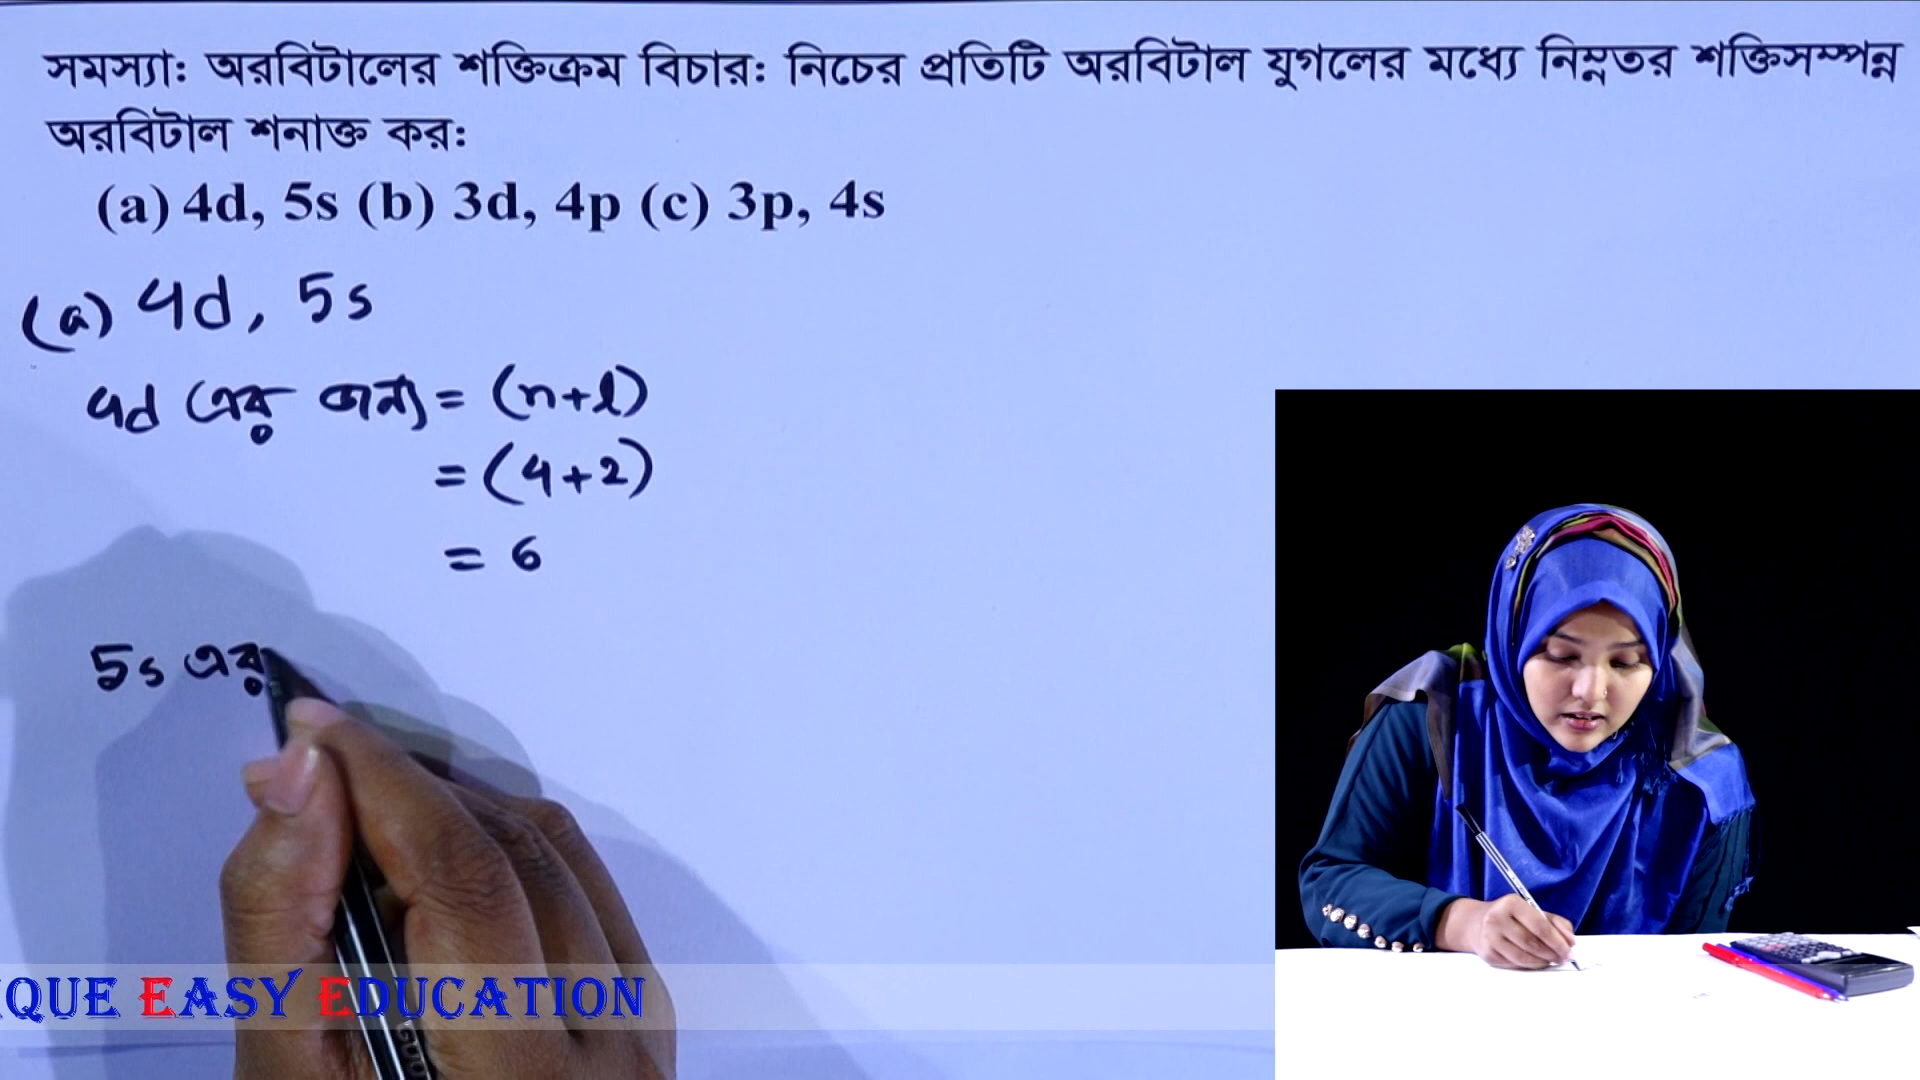 সমস্যা: অরবিটালের শক্তিক্রম বিচার: নিচের প্রতিটি অরবিটাল যুগলের মধ্যে নিম্নতর শক্তিসম্পন্ন
অরবিটাল শনাক্ত কর:
(a) 4d, 5s (b) 3d, 4p (c) 3p, 4s
(a) 4d, 5s
4d এর জন্য = (n+l)
= (4+2)
= 6
5s এর
QUE EASY EDUCATION